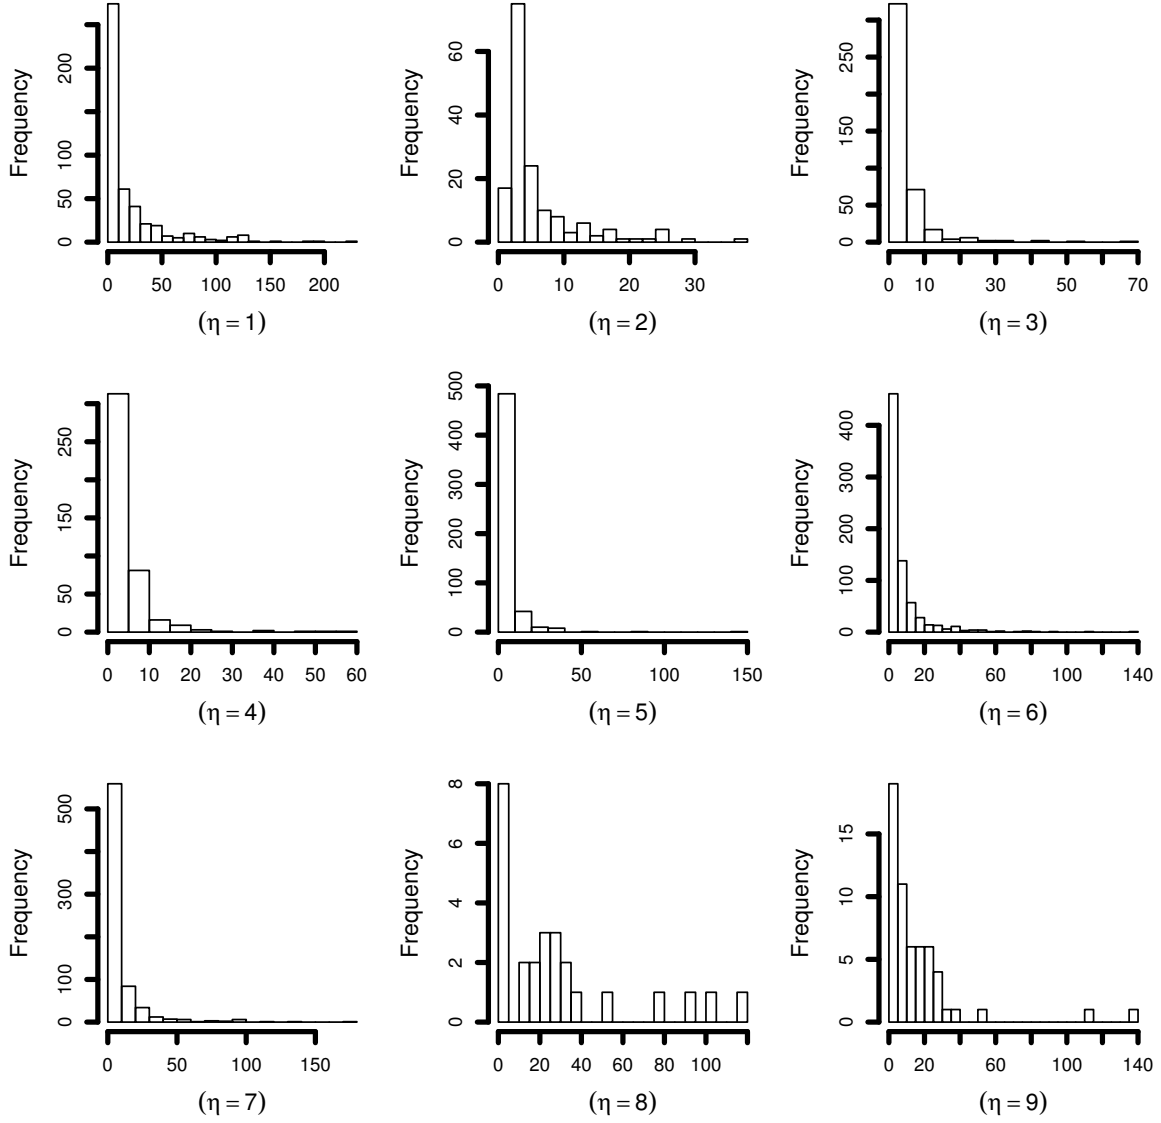 Frequency
0 50 100 200
0 50 100 150 200
(η = 1)
Frequency
0 20 40 60
0 10 20 30
(η = 2)
Frequency
0 50 150 250
0 10 30 50 70
(η = 3)
Frequency
0 50 150 250
0 10 20 30 40 50 60
(η = 4)
Frequency
0 100 200 300 400 500
0 50 100 150
(η = 5)
Frequency
0 100 200 300 400
0 20 60 100 140
(η = 6)
Frequency
0 100 300 500
0 50 100 150
(η = 7)
Frequency
0 2 4 6 8
0 20 40 60 80 100
(η = 8)
Frequency
0 5 10 15
0 20 60 100 140
(η = 9)